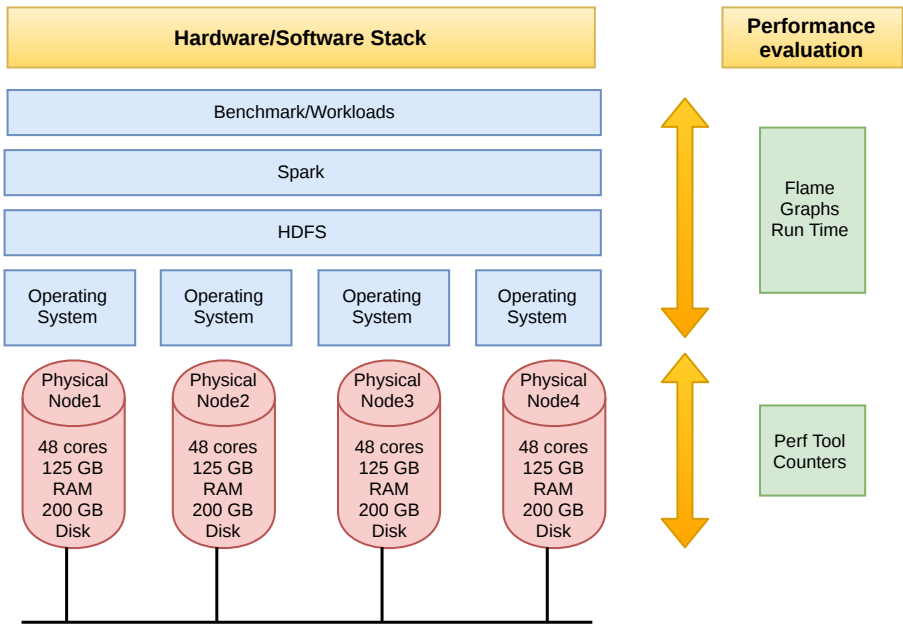 Hardware/Software Stack
Performance
evaluation
Benchmark/Workloads
Spark
HDFS
Operating
System
Operating
System
Operating
System
Operating
System
Flame
Graphs
Run Time
Physical
Node1
48 cores
125 GB
RAM
200 GB
Disk
Physical
Node2
48 cores
125 GB
RAM
200 GB
Disk
Physical
Node3
48 cores
125 GB
RAM
200 GB
Disk
Physical
Node4
48 cores
125 GB
RAM
200 GB
Disk
Perf Tool
Counters